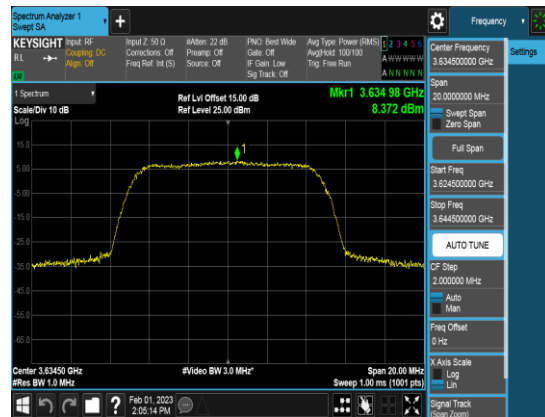 Spectrum Analyzer 1
Swept SA
Frequency
KEYSIGHT
Input: RF
Coupling: DC
Align: Off
Input Z: 50 Ω
Corrections: Off
Freq Ref: Int (S)
#Atten: 22 dB
Preamp: Off
Source: Off
PNO: Best Wide
Gate: Off
IF Gain: Low
Sig Track: Off
Avg Type: Power (RMS)
Avg|Hold: 100/100
Trig: Free Run
1 2 3 4 5 6
A W W W W W
A N N N N N
R L
LV
Center Frequency
3.634500000 GHz
Settings
Span
20.0000000 MHz
Swept Span
Zero Span
Full Span
Start Freq
3.624500000 GHz
Stop Freq
3.644500000 GHz
AUTO TUNE
CF Step
2.000000 MHz
Auto
Man
Freq Offset
0 Hz
X Axis Scale
Log
Lin
Signal Track
(Span Zoom)
1 Spectrum
Scale/Div 10 dB
Log
Ref Lvl Offset 15.00 dB
Ref Level 25.00 dBm
Mkr1 3.634 98 GHz
8.372 dBm
1
15.0
5.00
-5.00
-15.0
-25.0
-35.0
-45.0
-55.0
-65.0
Center 3.63450 GHz
#Res BW 1.0 MHz
#Video BW 3.0 MHz*
Span 20.00 MHz
Sweep 1.00 ms (1001 pts)
?
Feb 01, 2023
2:05:14 PM